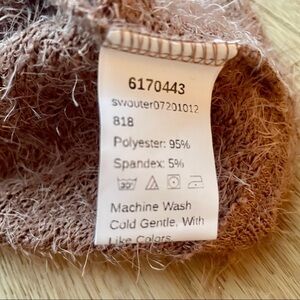 6170443
swouter07201012
818
Polyester: 95%
Spandex: 5%
Machine Wash
Cold Gentle, With
Like Colors